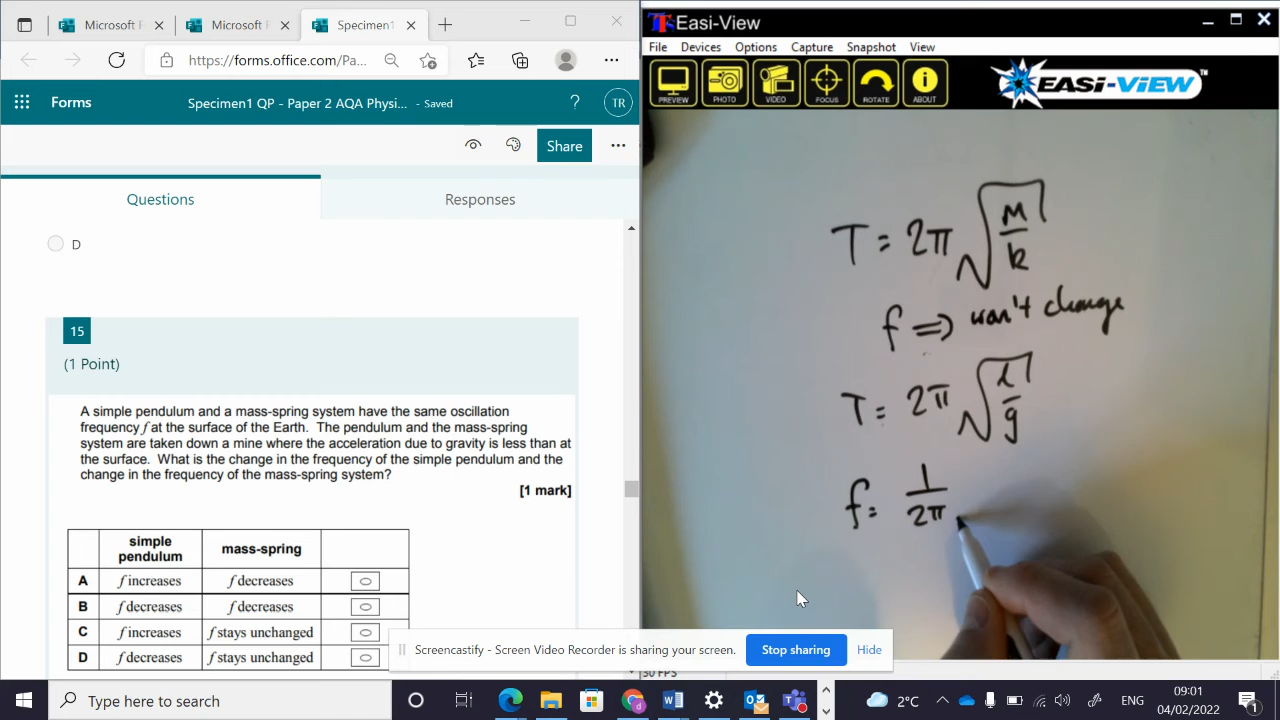 Microsoft F
Microsoft F
Specimen1
https://forms.office.com/Pa...
Forms
Specimen1 QP - Paper 2 AQA Physi... - Saved
?
TR
Share
Questions
Responses
D
15
(1 Point)
A simple pendulum and a mass-spring system have the same oscillation
frequency f at the surface of the Earth. The pendulum and the mass-spring
system are taken down a mine where the acceleration due to gravity is less than at
the surface. What is the change in the frequency of the simple pendulum and the
change in the frequency of the mass-spring system?
[1 mark]
simple pendulum mass-spring
A f increases f decreases
B f decreases f decreases
C f increases f stays unchanged
D f decreases f stays unchanged
TTS Easi-View
File Devices Options Capture Snapshot View
PREVIEW PHOTO VIDEO FOCUS ROTATE ABOUT
EASI-VIEW™
T = 2π √(m/k)
f ⇒ won't change
T = 2π √(l/g)
f = 1/2π
Screencastify - Screen Video Recorder is sharing your screen.
Stop sharing
Hide
30 FPS
Type here to search
2°C
ENG
09:01
04/02/2022
1